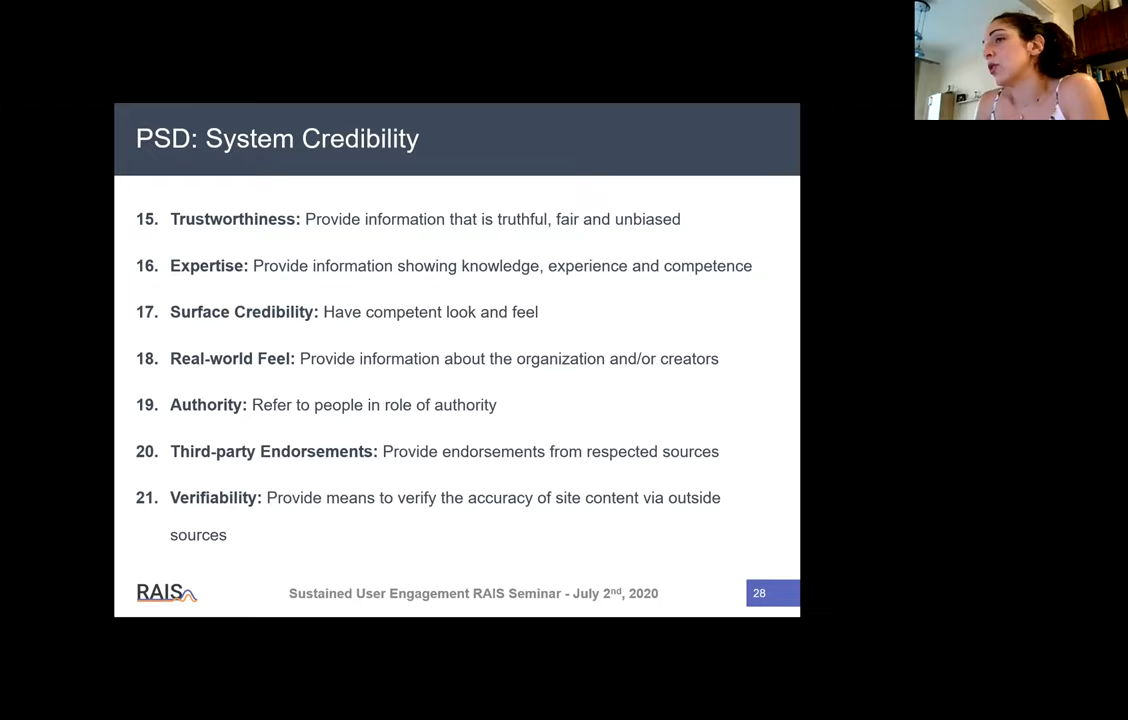 PSD: System Credibility
15. Trustworthiness: Provide information that is truthful, fair and unbiased
16. Expertise: Provide information showing knowledge, experience and competence
17. Surface Credibility: Have competent look and feel
18. Real-world Feel: Provide information about the organization and/or creators
19. Authority: Refer to people in role of authority
20. Third-party Endorsements: Provide endorsements from respected sources
21. Verifiability: Provide means to verify the accuracy of site content via outside
sources
RAIS
Sustained User Engagement RAIS Seminar - July 2nd, 2020
28